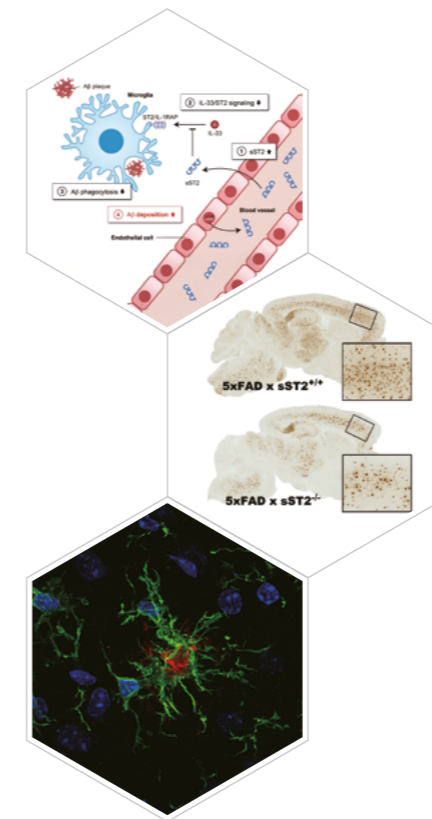 Aβ plaque
Microglia
② IL-33/ST2 signaling ⬇
ST2/IL-1RAP
IL-33
① sST2 ⬆
sST2
③ Aβ phagocytosis ⬇
④ Aβ deposition ⬆
Blood vessel
Endothelial cell
5xFAD x sST2+/+
5xFAD x sST2-/-